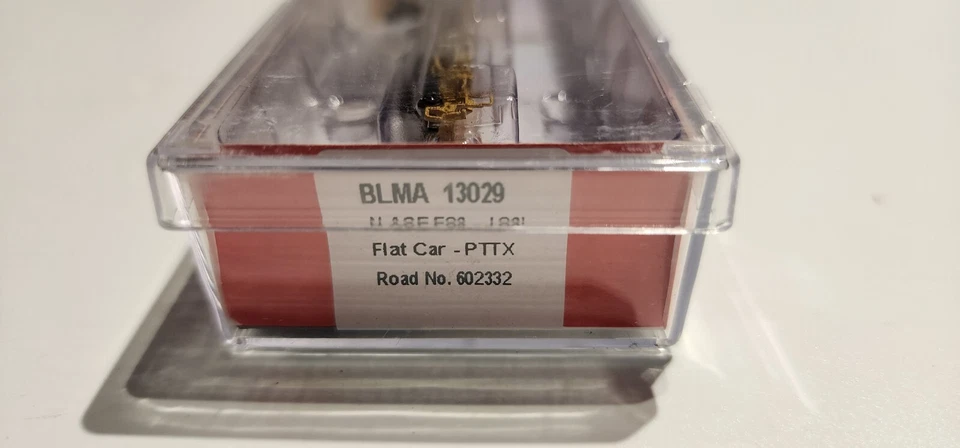 BLMA 13029
Flat Car - PTTX
Road No. 602332